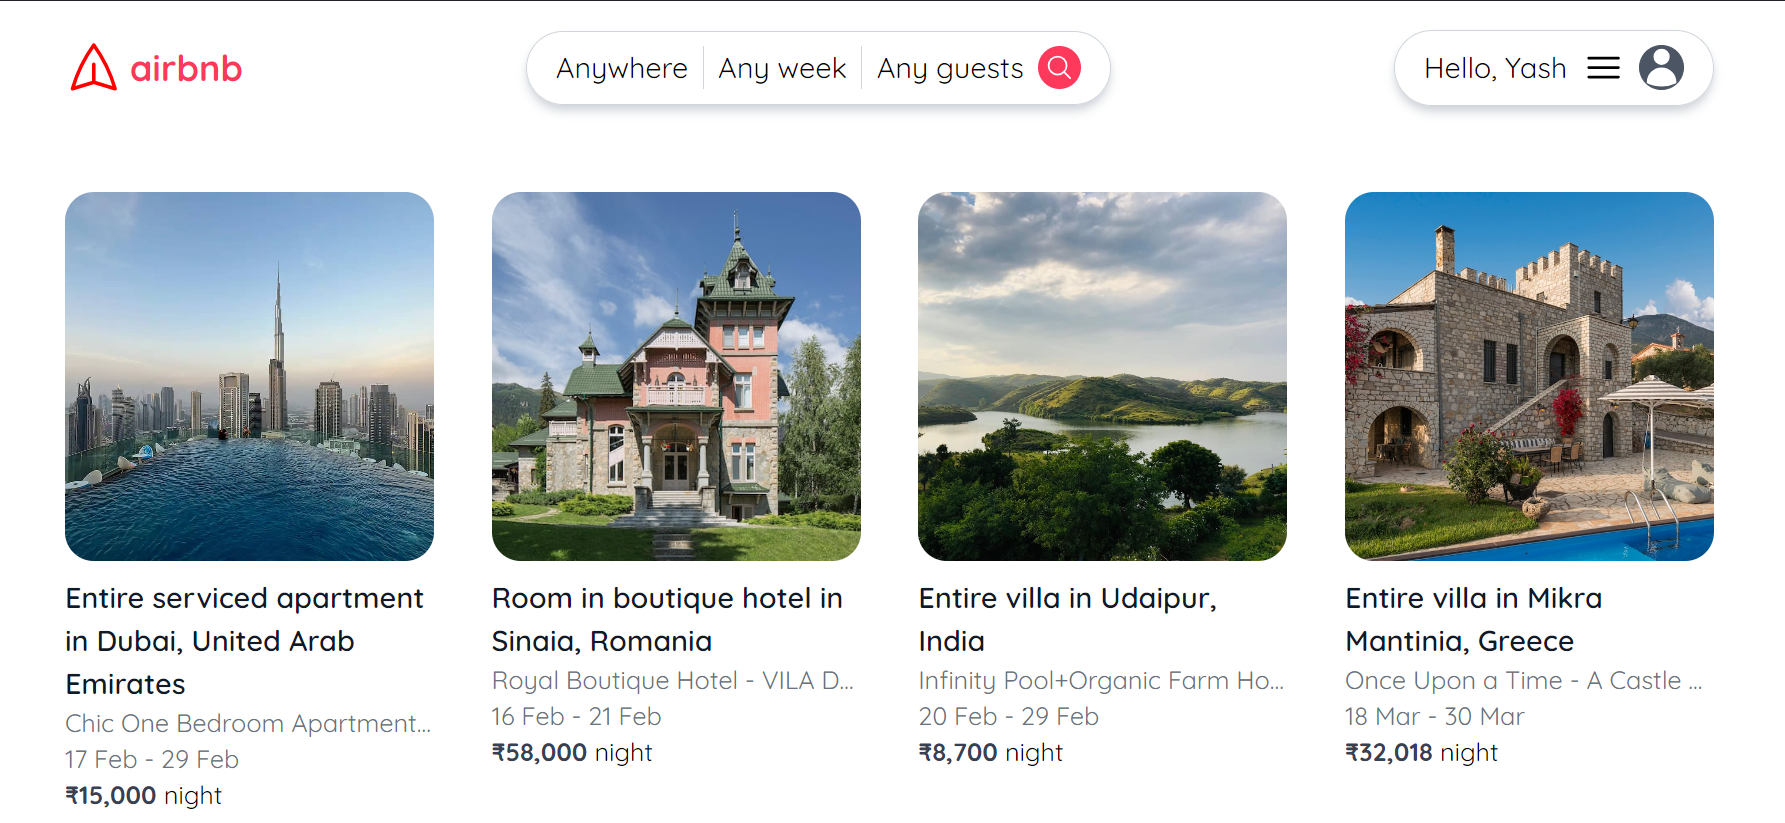 airbnb
Anywhere
Any week
Any guests
Hello, Yash
Entire serviced apartment
in Dubai, United Arab
Emirates
Chic One Bedroom Apartment...
17 Feb - 29 Feb
₹15,000 night
Room in boutique hotel in
Sinaia, Romania
Royal Boutique Hotel - VILA D...
16 Feb - 21 Feb
₹58,000 night
Entire villa in Udaipur,
India
Infinity Pool+Organic Farm Ho...
20 Feb - 29 Feb
₹8,700 night
Entire villa in Mikra
Mantinia, Greece
Once Upon a Time - A Castle ...
18 Mar - 30 Mar
₹32,018 night